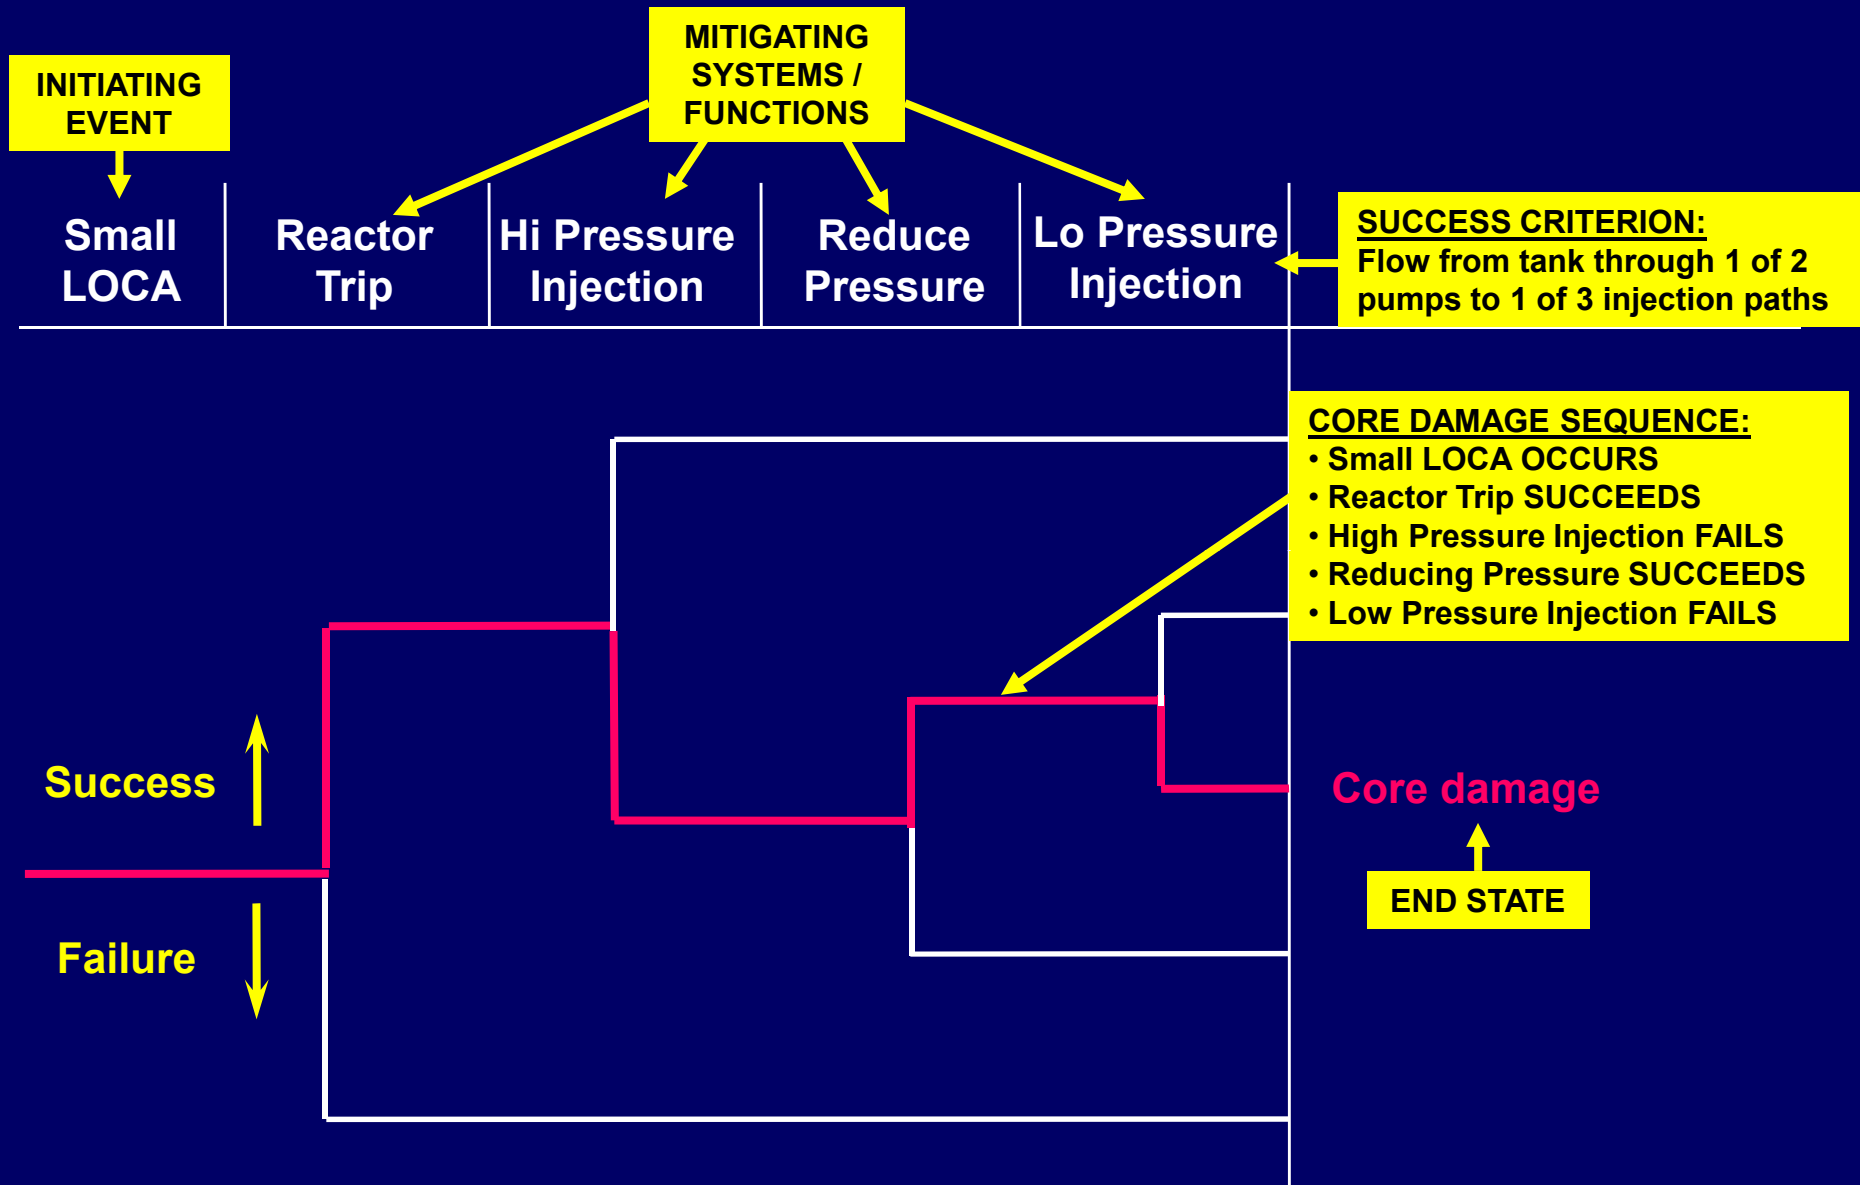 MITIGATING
SYSTEMS /
FUNCTIONS
INITIATING
EVENT
Small
LOCA
Reactor
Trip
Hi Pressure
Injection
Reduce
Pressure
Lo Pressure
Injection
SUCCESS CRITERION:
Flow from tank through 1 of 2
pumps to 1 of 3 injection paths
CORE DAMAGE SEQUENCE:
• Small LOCA OCCURS
• Reactor Trip SUCCEEDS
• High Pressure Injection FAILS
• Reducing Pressure SUCCEEDS
• Low Pressure Injection FAILS
Success
Failure
Core damage
END STATE